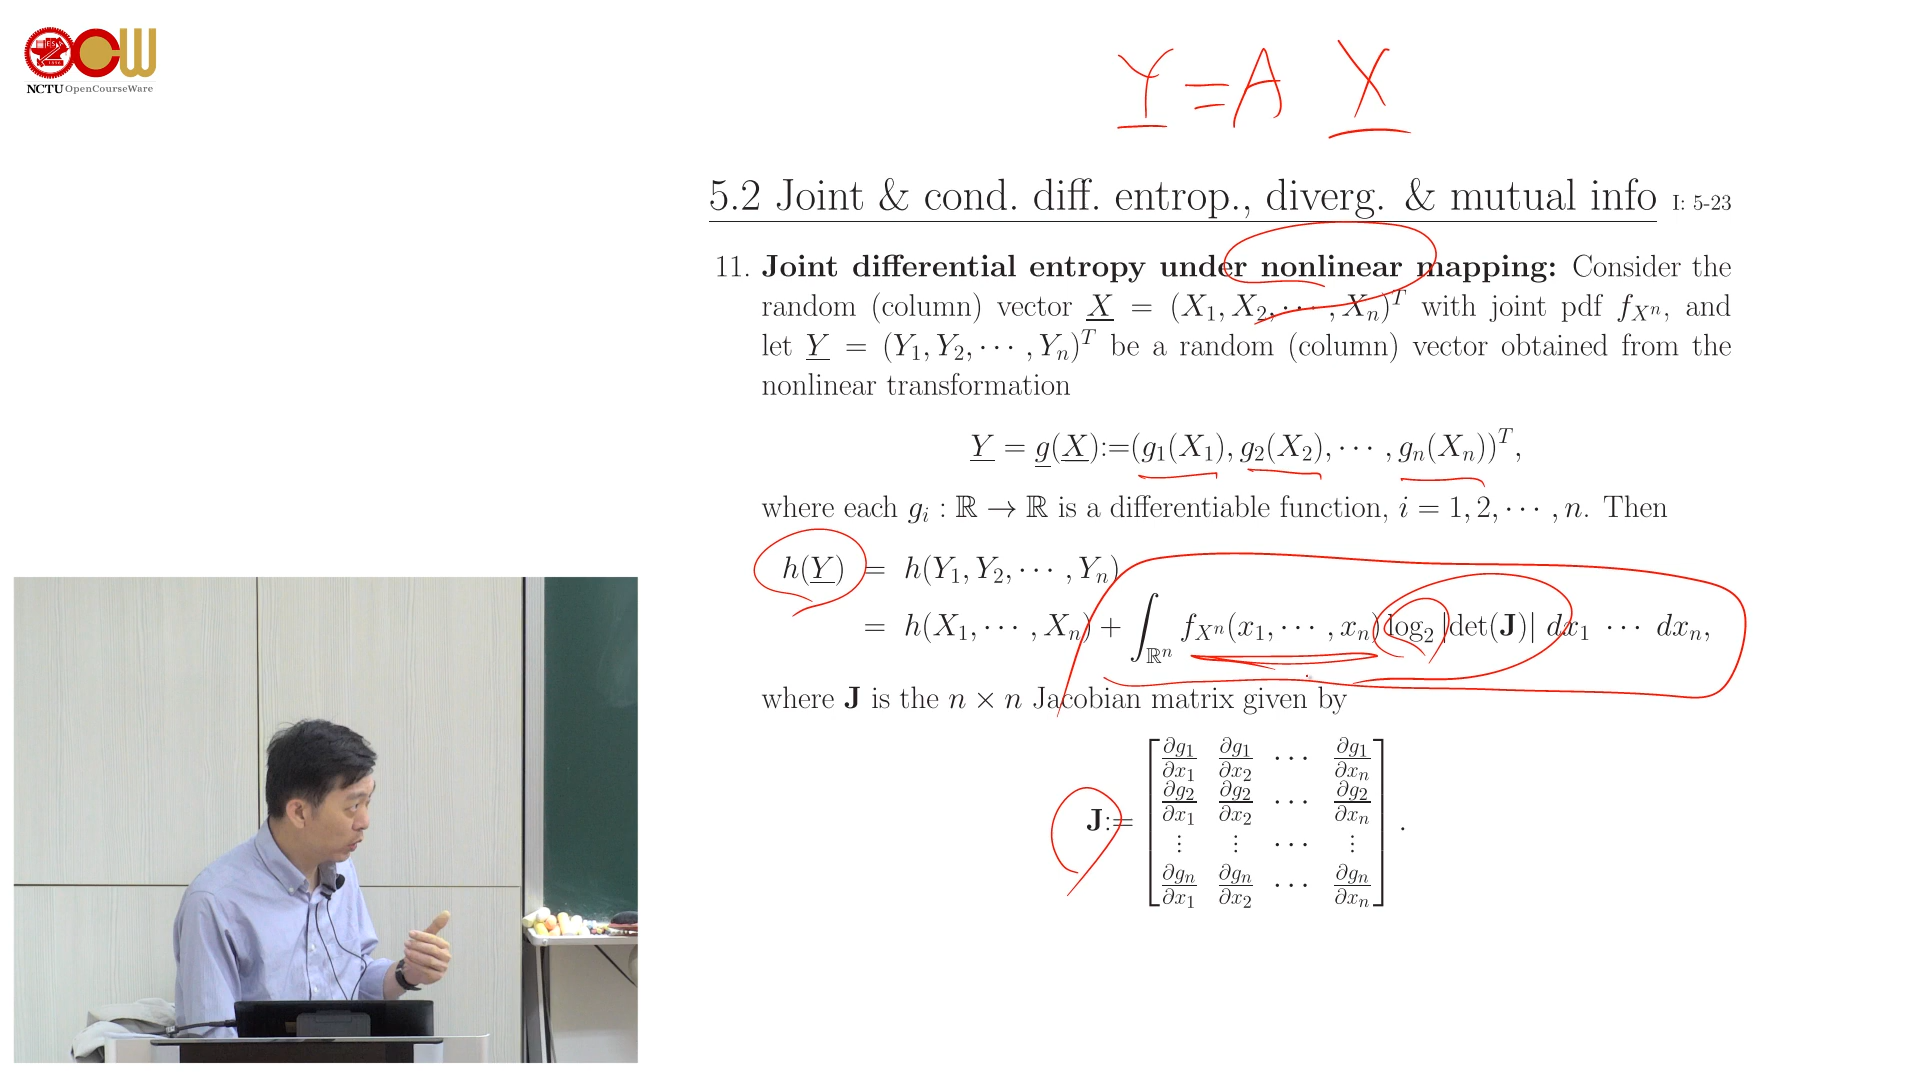 NCTU OpenCourseWare
Y = A X
5.2 Joint & cond. diff. entrop., diverg. & mutual info I: 5-23
11. Joint differential entropy under nonlinear mapping: Consider the
random (column) vector X = (X₁, X₂, ⋯ , Xₙ)ᵀ with joint pdf f_{Xⁿ}, and
let Y = (Y₁, Y₂, ⋯ , Yₙ)ᵀ be a random (column) vector obtained from the
nonlinear transformation
Y = g(X):=(g₁(X₁), g₂(X₂), ⋯ , gₙ(Xₙ))ᵀ,
where each gᵢ : ℝ → ℝ is a differentiable function, i = 1, 2, ⋯ , n. Then
h(Y) = h(Y₁, Y₂, ⋯ , Yₙ)
= h(X₁, ⋯ , Xₙ) + ∫_{ℝⁿ} f_{Xⁿ}(x₁, ⋯ , xₙ) log₂ |det(J)| dx₁ ⋯ dxₙ,
where J is the n × n Jacobian matrix given by
J:= [ ∂g₁/∂x₁ ∂g₁/∂x₂ ⋯ ∂g₁/∂xₙ
∂g₂/∂x₁ ∂g₂/∂x₂ ⋯ ∂g₂/∂xₙ
⋮ ⋮ ⋯ ⋮
∂gₙ/∂x₁ ∂gₙ/∂x₂ ⋯ ∂gₙ/∂xₙ ] .